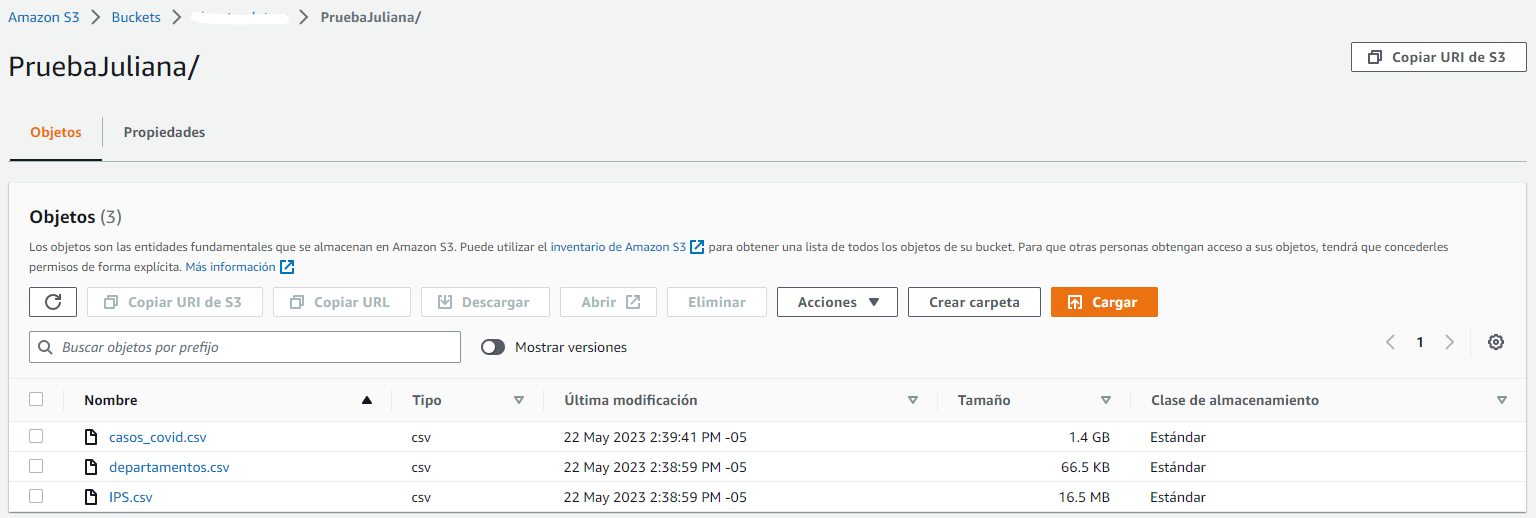 Amazon S3 > Buckets > > PruebaJuliana/
PruebaJuliana/
Copiar URI de S3
Objetos Propiedades
Objetos (3)
Los objetos son las entidades fundamentales que se almacenan en Amazon S3. Puede utilizar el inventario de Amazon S3 para obtener una lista de todos los objetos de su bucket. Para que otras personas obtengan acceso a sus objetos, tendrá que concederles
permisos de forma explícita. Más información
Copiar URI de S3 Copiar URL Descargar Abrir Eliminar Acciones Crear carpeta Cargar
Buscar objetos por prefijo Mostrar versiones 1
Nombre Tipo Última modificación Tamaño Clase de almacenamiento
casos_covid.csv csv 22 May 2023 2:39:41 PM -05 1.4 GB Estándar
departamentos.csv csv 22 May 2023 2:38:59 PM -05 66.5 KB Estándar
IPS.csv csv 22 May 2023 2:38:59 PM -05 16.5 MB Estándar